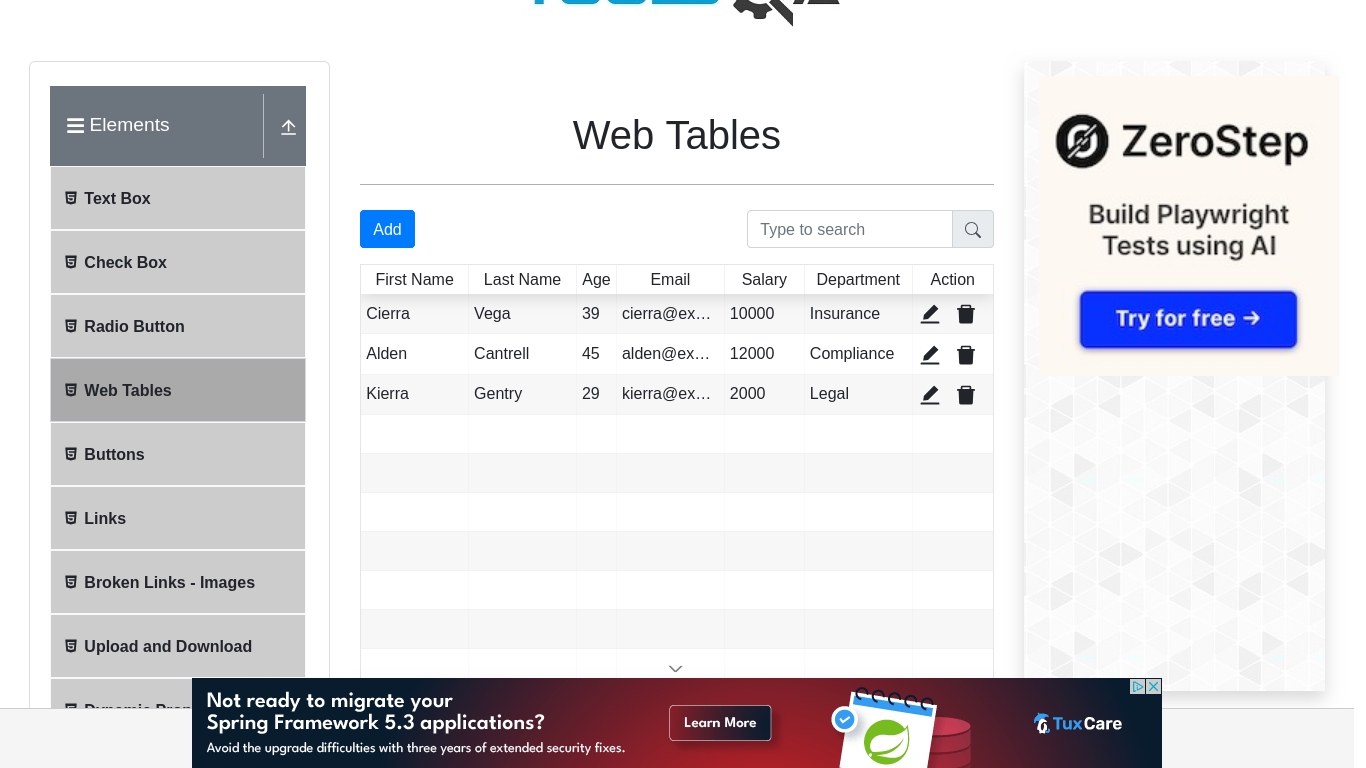 Elements
Text Box
Check Box
Radio Button
Web Tables
Buttons
Links
Broken Links - Images
Upload and Download
Web Tables
Add
Type to search
First Name Last Name Age Email Salary Department Action
Cierra Vega 39 cierra@ex… 10000 Insurance
Alden Cantrell 45 alden@ex… 12000 Compliance
Kierra Gentry 29 kierra@ex… 2000 Legal
ZeroStep
Build Playwright
Tests using AI
Try for free →
Not ready to migrate your
Spring Framework 5.3 applications?
Avoid the upgrade difficulties with three years of extended security fixes.
Learn More
TuxCare